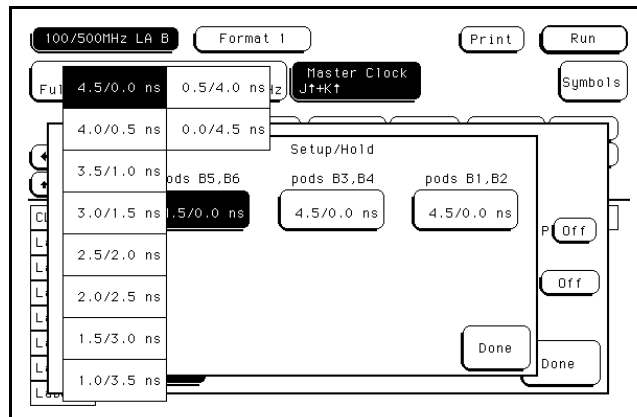 100/500MHz LA B
Format 1
Print
Run
Master Clock
J↑+K↑
Symbols
4.5/0.0 ns
0.5/4.0 ns
4.0/0.5 ns
0.0/4.5 ns
3.5/1.0 ns
3.0/1.5 ns
2.5/2.0 ns
2.0/2.5 ns
1.5/3.0 ns
1.0/3.5 ns
Setup/Hold
pods B3,B4
pods B1,B2
B5,B6
4.5/0.0 ns
4.5/0.0 ns
Off
Off
Done
Done